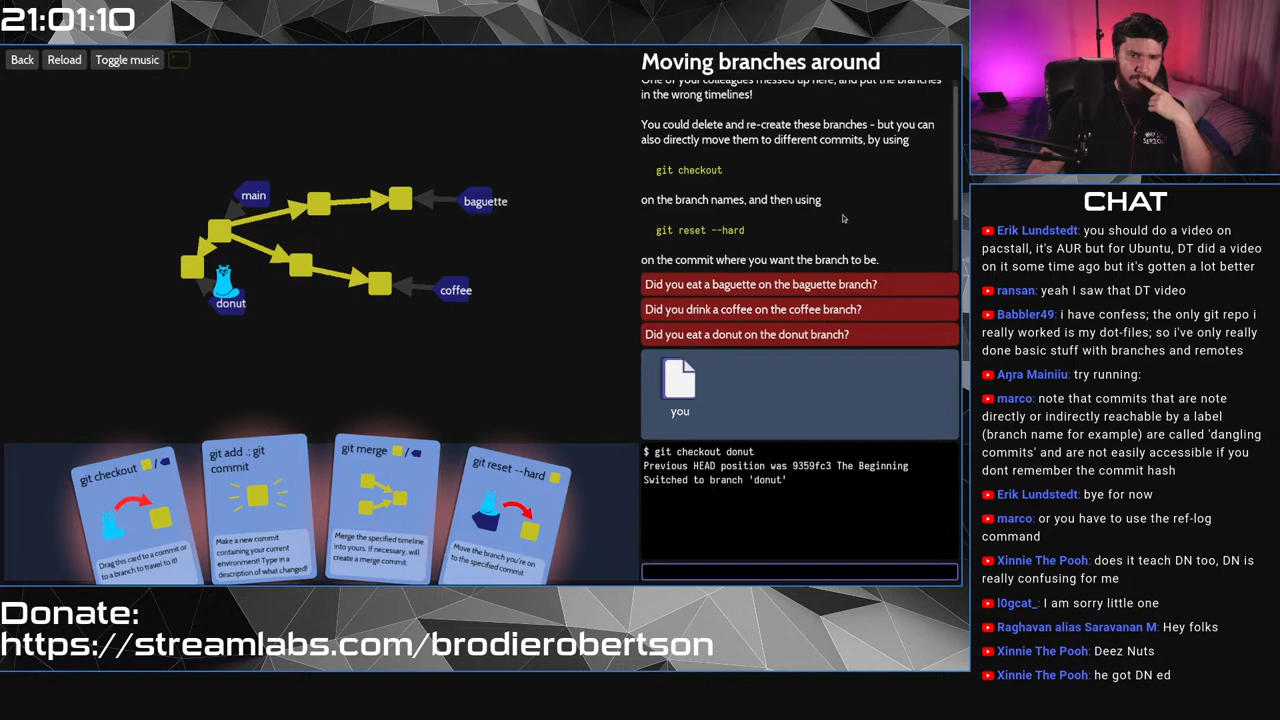 21:01:10
Back
Reload
Toggle music
main
baguette
donut
coffee
Moving branches around
One of your colleagues messed up here, and put the branches
in the wrong timelines!
You could delete and re-create these branches - but you can
also directly move them to different commits, by using
git checkout
on the branch names, and then using
git reset --hard
on the commit where you want the branch to be.
Did you eat a baguette on the baguette branch?
Did you drink a coffee on the coffee branch?
Did you eat a donut on the donut branch?
you
$ git checkout donut
Previous HEAD position was 9359fc3 The Beginning
Switched to branch 'donut'
git checkout /
Drag this card to a commit or
to a branch to travel to it!
git add .; git
commit
Make a new commit
containing your current
environment! Type in a
description of what changed!
git merge /
Merge the specified timeline
into yours. If necessary, will
create a merge commit.
git reset --hard
Move the branch you're on
to the specified commit.
CHAT
Erik Lundstedt: you should do a video on
pacstall, it's AUR but for Ubuntu, DT did a video
on it some time ago but it's gotten a lot better
ransan: yeah I saw that DT video
Babbler49: i have confess; the only git repo i
really worked is my dot-files; so i've only really
done basic stuff with branches and remotes
Aŋra Mainiiu: try running:
marco: note that commits that are note
directly or indirectly reachable by a label
(branch name for example) are called 'dangling
commits' and are not easily accessible if you
dont remember the commit hash
Erik Lundstedt: bye for now
marco: or you have to use the ref-log
command
Xinnie The Pooh: does it teach DN too, DN is
really confusing for me
l0gcat_: I am sorry little one
Raghavan alias Saravanan M: Hey folks
Xinnie The Pooh: Deez Nuts
Xinnie The Pooh: he got DN ed
Donate:
https://streamlabs.com/brodierobertson